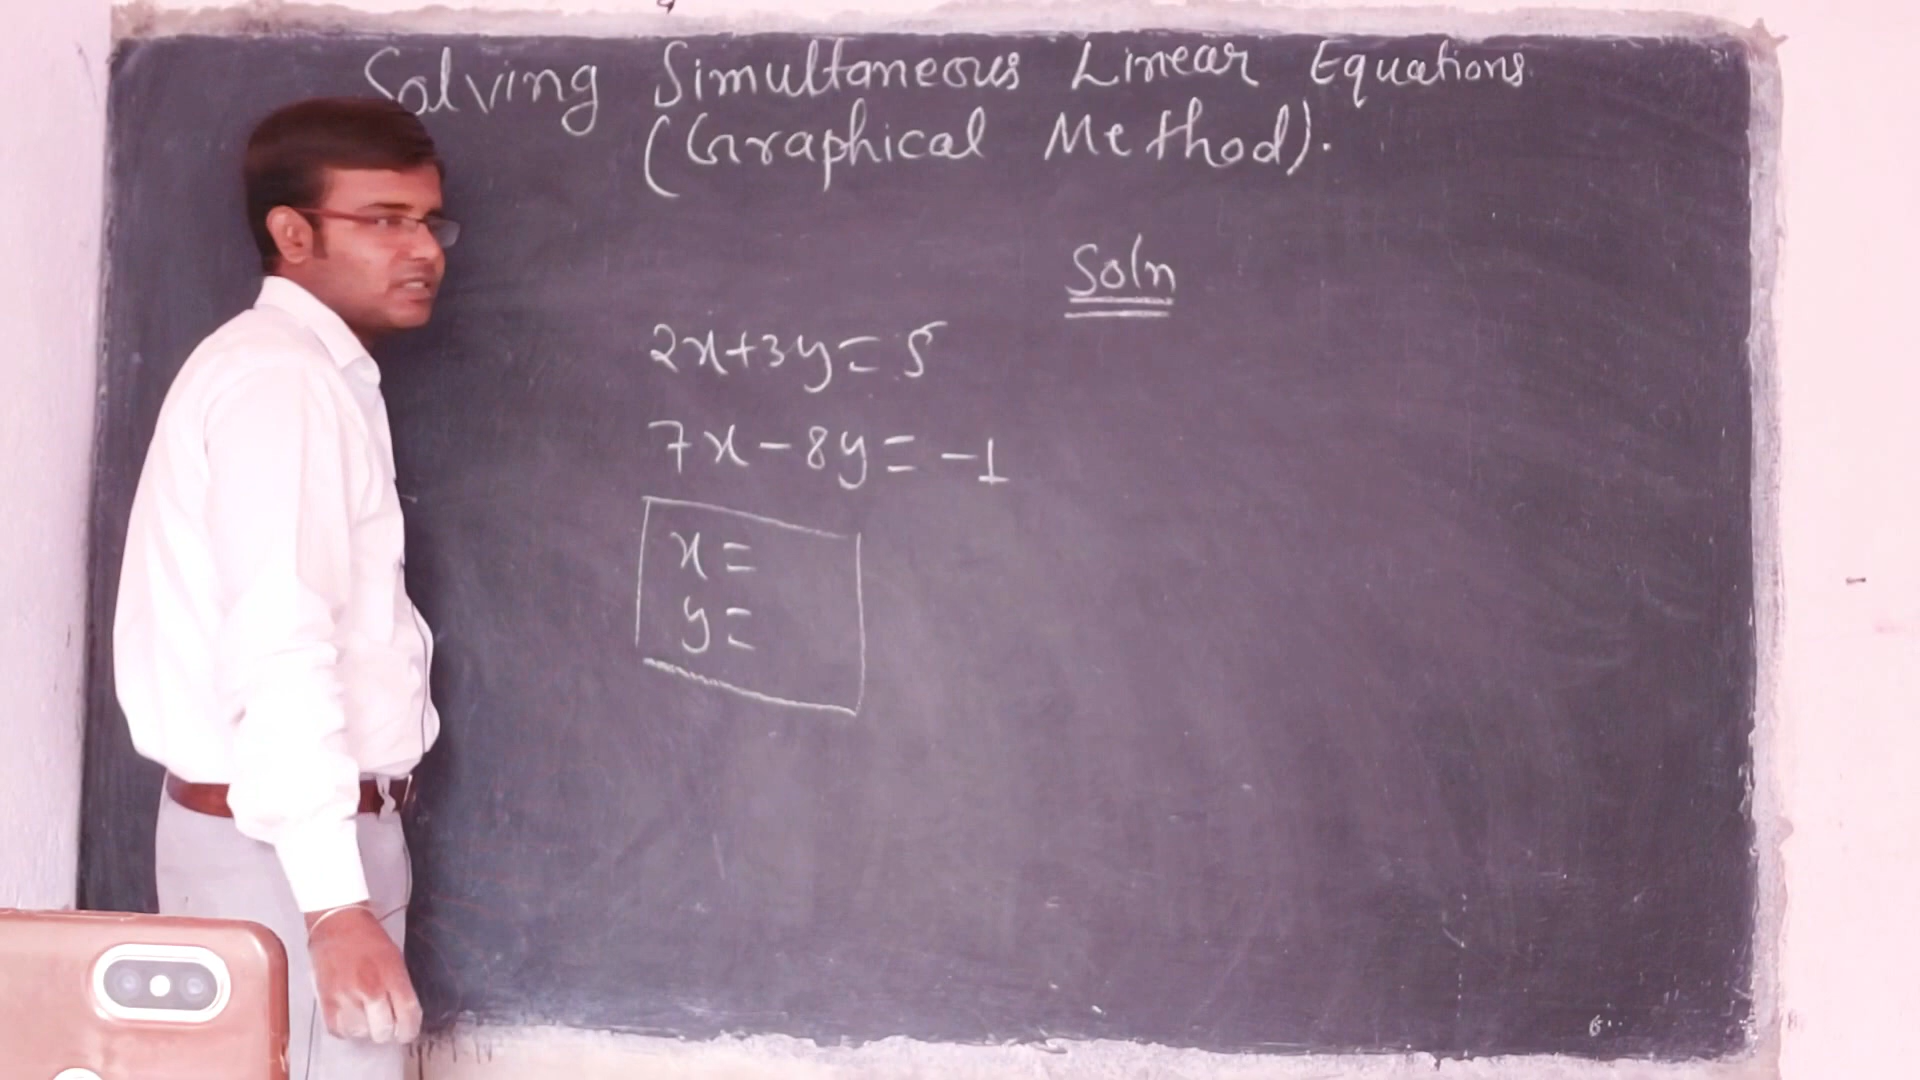 Solving Simultaneous Linear Equations
(Graphical Method).
Soln
2x+3y=5
7x-8y=-1
x=
y=